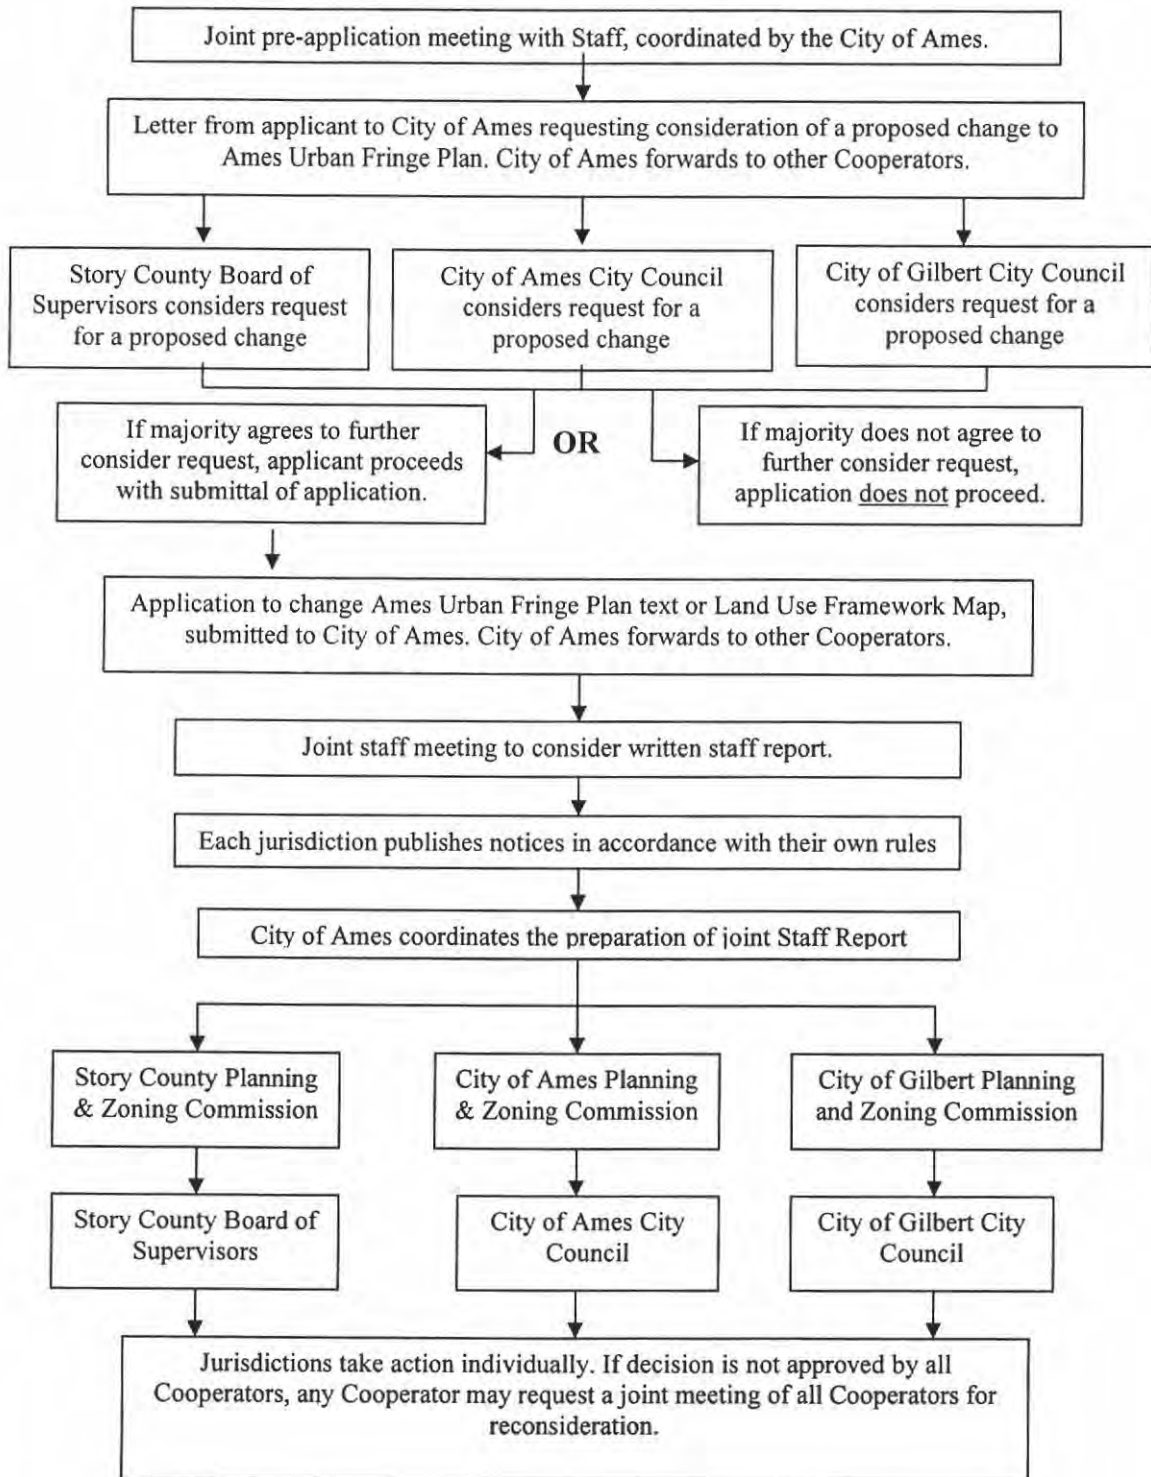 Joint pre-application meeting with Staff, coordinated by the City of Ames.
Letter from applicant to City of Ames requesting consideration of a proposed change to
Ames Urban Fringe Plan. City of Ames forwards to other Cooperators.
Story County Board of
Supervisors considers request
for a proposed change
City of Ames City Council
considers request for a
proposed change
City of Gilbert City Council
considers request for a
proposed change
If majority agrees to further
consider request, applicant proceeds
with submittal of application.
OR
If majority does not agree to
further consider request,
application does not proceed.
Application to change Ames Urban Fringe Plan text or Land Use Framework Map,
submitted to City of Ames. City of Ames forwards to other Cooperators.
Joint staff meeting to consider written staff report.
Each jurisdiction publishes notices in accordance with their own rules
City of Ames coordinates the preparation of joint Staff Report
Story County Planning
& Zoning Commission
City of Ames Planning
& Zoning Commission
City of Gilbert Planning
and Zoning Commission
Story County Board of
Supervisors
City of Ames City
Council
City of Gilbert City
Council
Jurisdictions take action individually. If decision is not approved by all
Cooperators, any Cooperator may request a joint meeting of all Cooperators for
reconsideration.